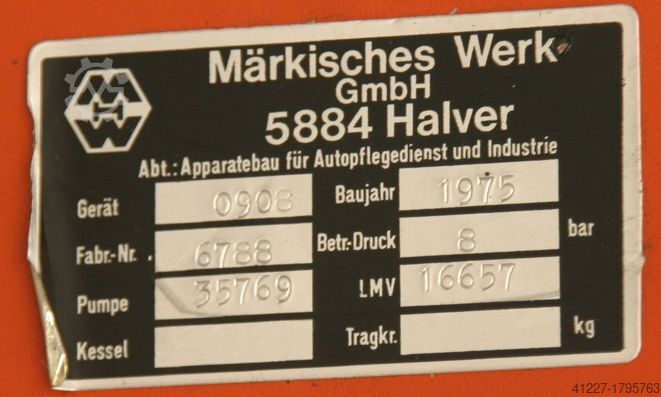 Märkisches Werk
GmbH
5884 Halver
Abt.: Apparatebau für Autopflegedienst und Industrie
Gerät 0908 Baujahr 1975
Fabr.-Nr. 6788 Betr.-Druck 8 bar
Pumpe 35769 LMV 16657
Kessel Tragkr. kg
41227-1795763